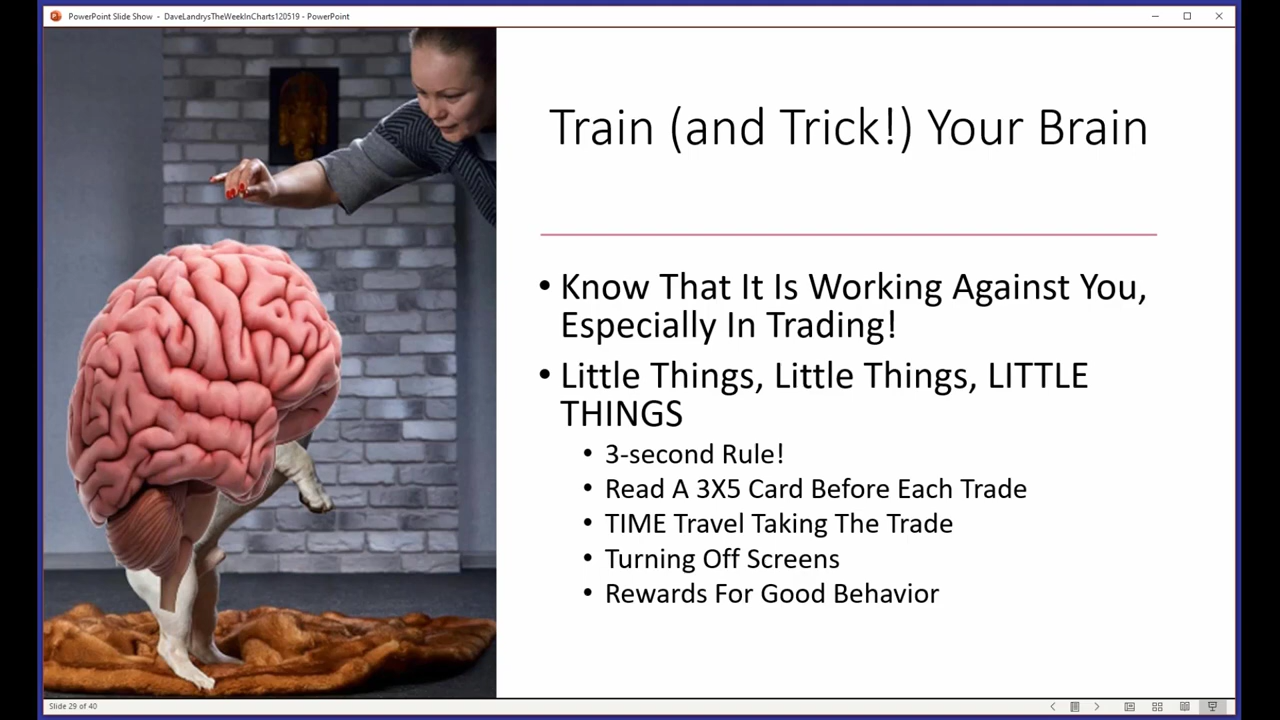 PowerPoint Slide Show - DaveLandrysTheWeekInCharts120519 - PowerPoint
Train (and Trick!) Your Brain
• Know That It Is Working Against You,
Especially In Trading!
• Little Things, Little Things, LITTLE
THINGS
• 3-second Rule!
• Read A 3X5 Card Before Each Trade
• TIME Travel Taking The Trade
• Turning Off Screens
• Rewards For Good Behavior
Slide 29 of 40